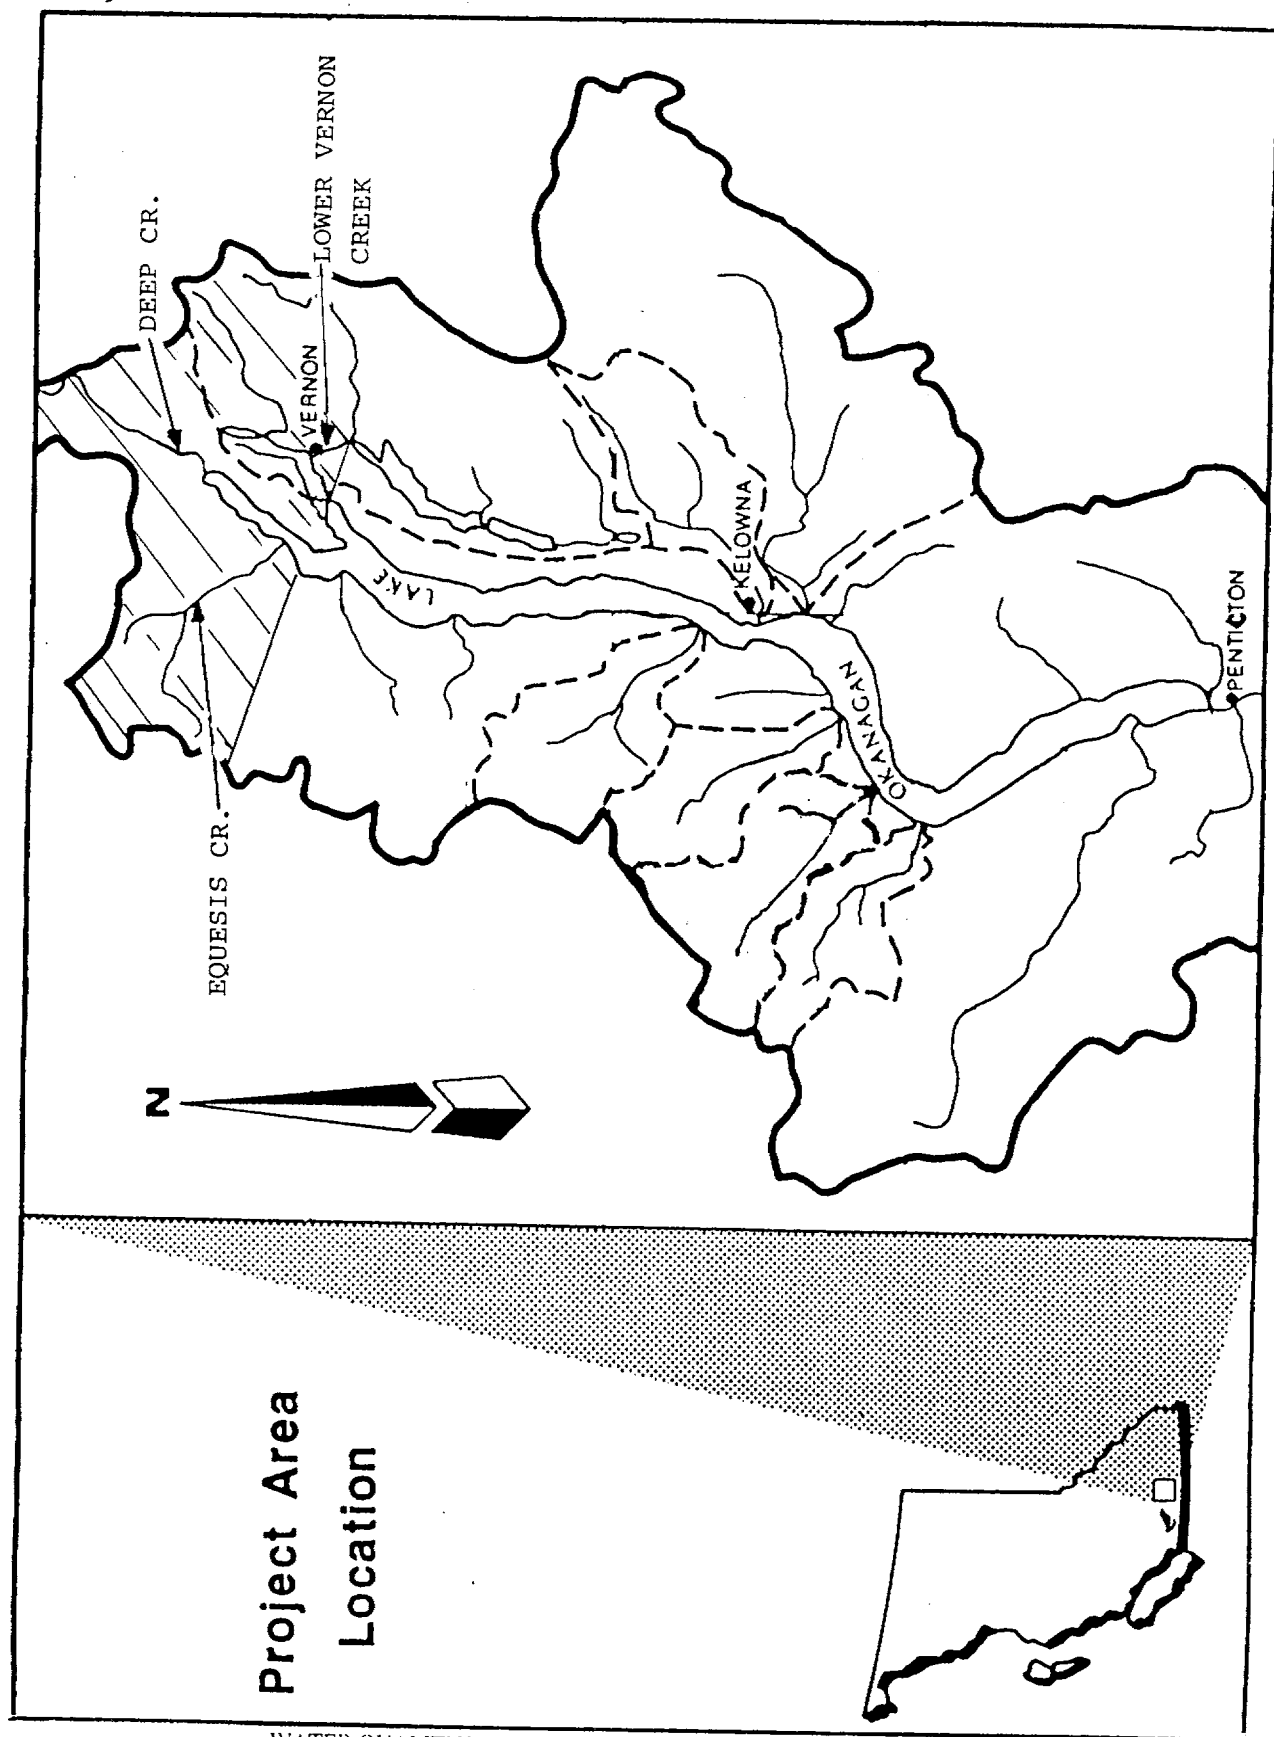 Project Area
Location
N
EQUESIS CR.
DEEP CR.
LOWER VERNON
CREEK
VERNON
LAKE
KELOWNA
OKANAGAN
PENTICTON